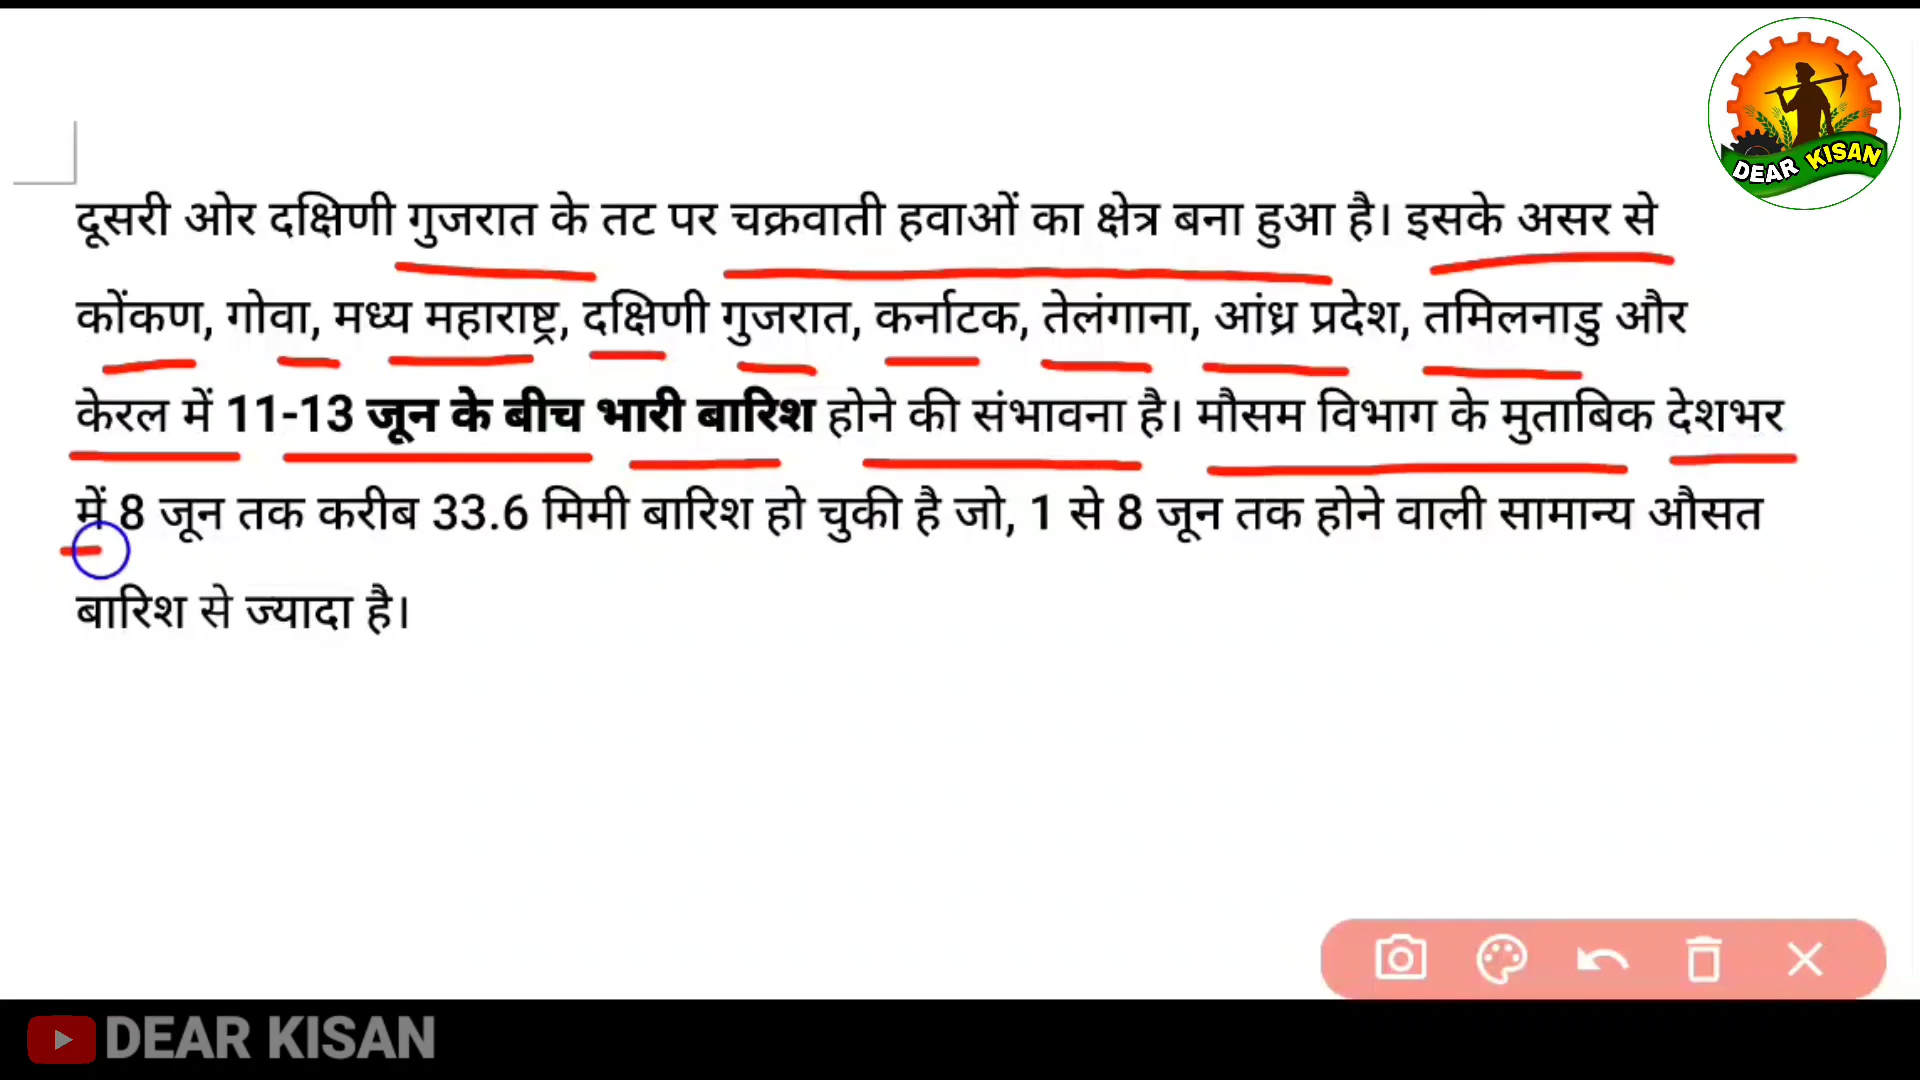 DEAR KISAN
दूसरी ओर दक्षिणी गुजरात के तट पर चक्रवाती हवाओं का क्षेत्र बना हुआ है। इसके असर से
कोंकण, गोवा, मध्य महाराष्ट्र, दक्षिणी गुजरात, कर्नाटक, तेलंगाना, आंध्र प्रदेश, तमिलनाडु और
केरल में 11-13 जून के बीच भारी बारिश होने की संभावना है। मौसम विभाग के मुताबिक देशभर
में 8 जून तक करीब 33.6 मिमी बारिश हो चुकी है जो, 1 से 8 जून तक होने वाली सामान्य औसत
बारिश से ज्यादा है।
DEAR KISAN